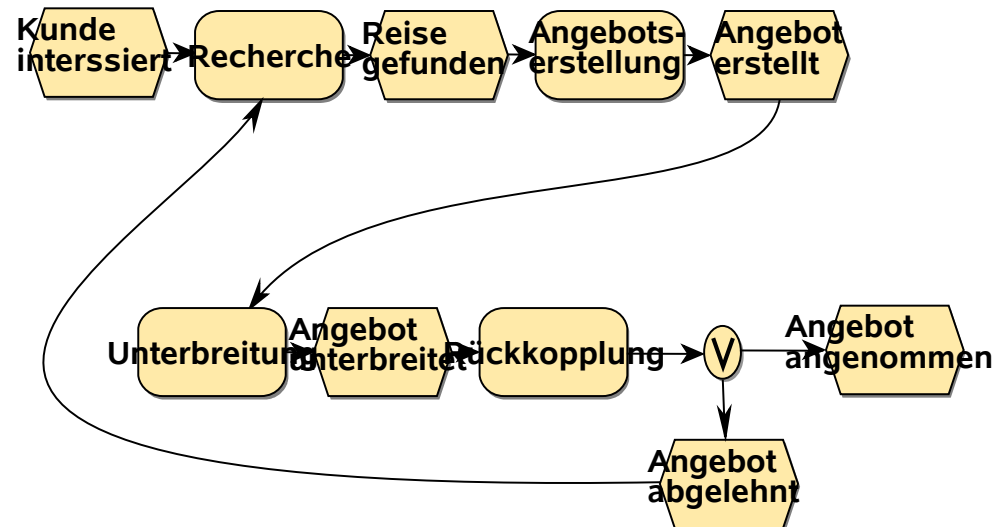 Kunde
interssiert
Recherche
Reise
gefunden
Angebots-
erstellung
Angebot
erstellt
Unterbreitung
Angebot
unterbreitet
Rückkopplung
V
Angebot
angenommen
Angebot
abgelehnt